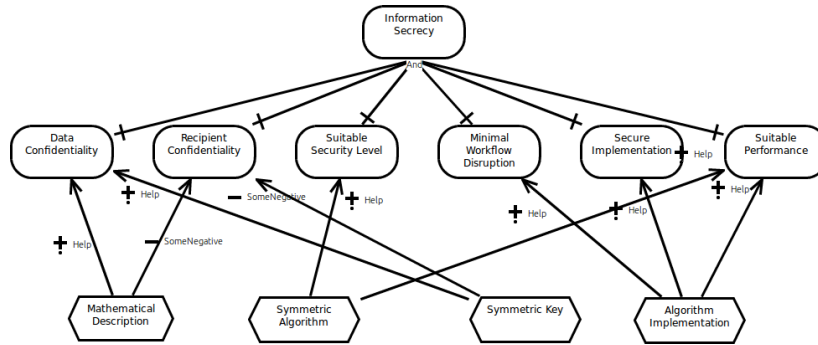 Information
Secrecy
And
Data
Confidentiality
Recipient
Confidentiality
Suitable
Security Level
Minimal
Workflow
Disruption
Secure
Implementation
Help
Suitable
Performance
Help
SomeNegative
Help
Help
Help
Help
Help
SomeNegative
Mathematical
Description
Symmetric
Algorithm
Symmetric Key
Algorithm
Implementation